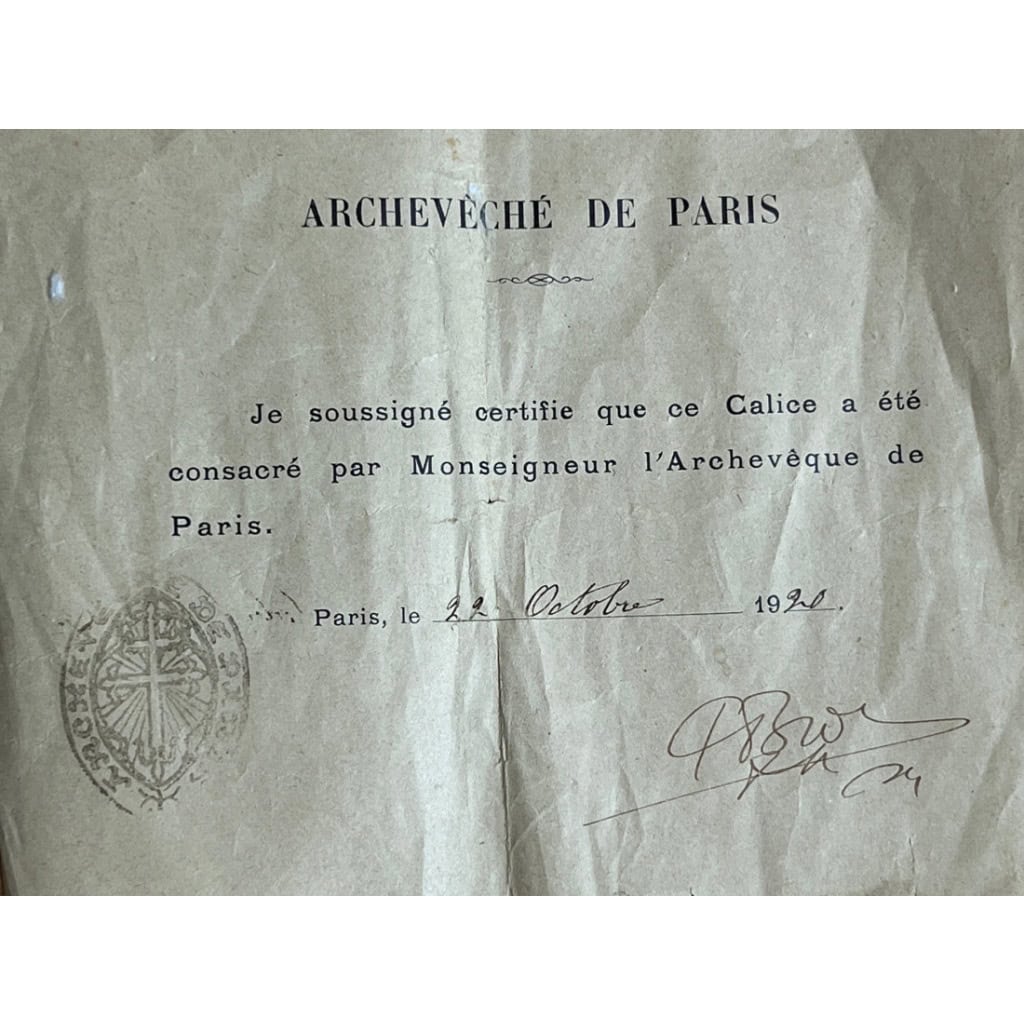 ARCHEVÈCHÉ DE PARIS
Je soussigné certifie que ce Calice a été
consacré par Monseigneur l'Archevêque de
Paris.
Paris, le 22 Octobre 1920.